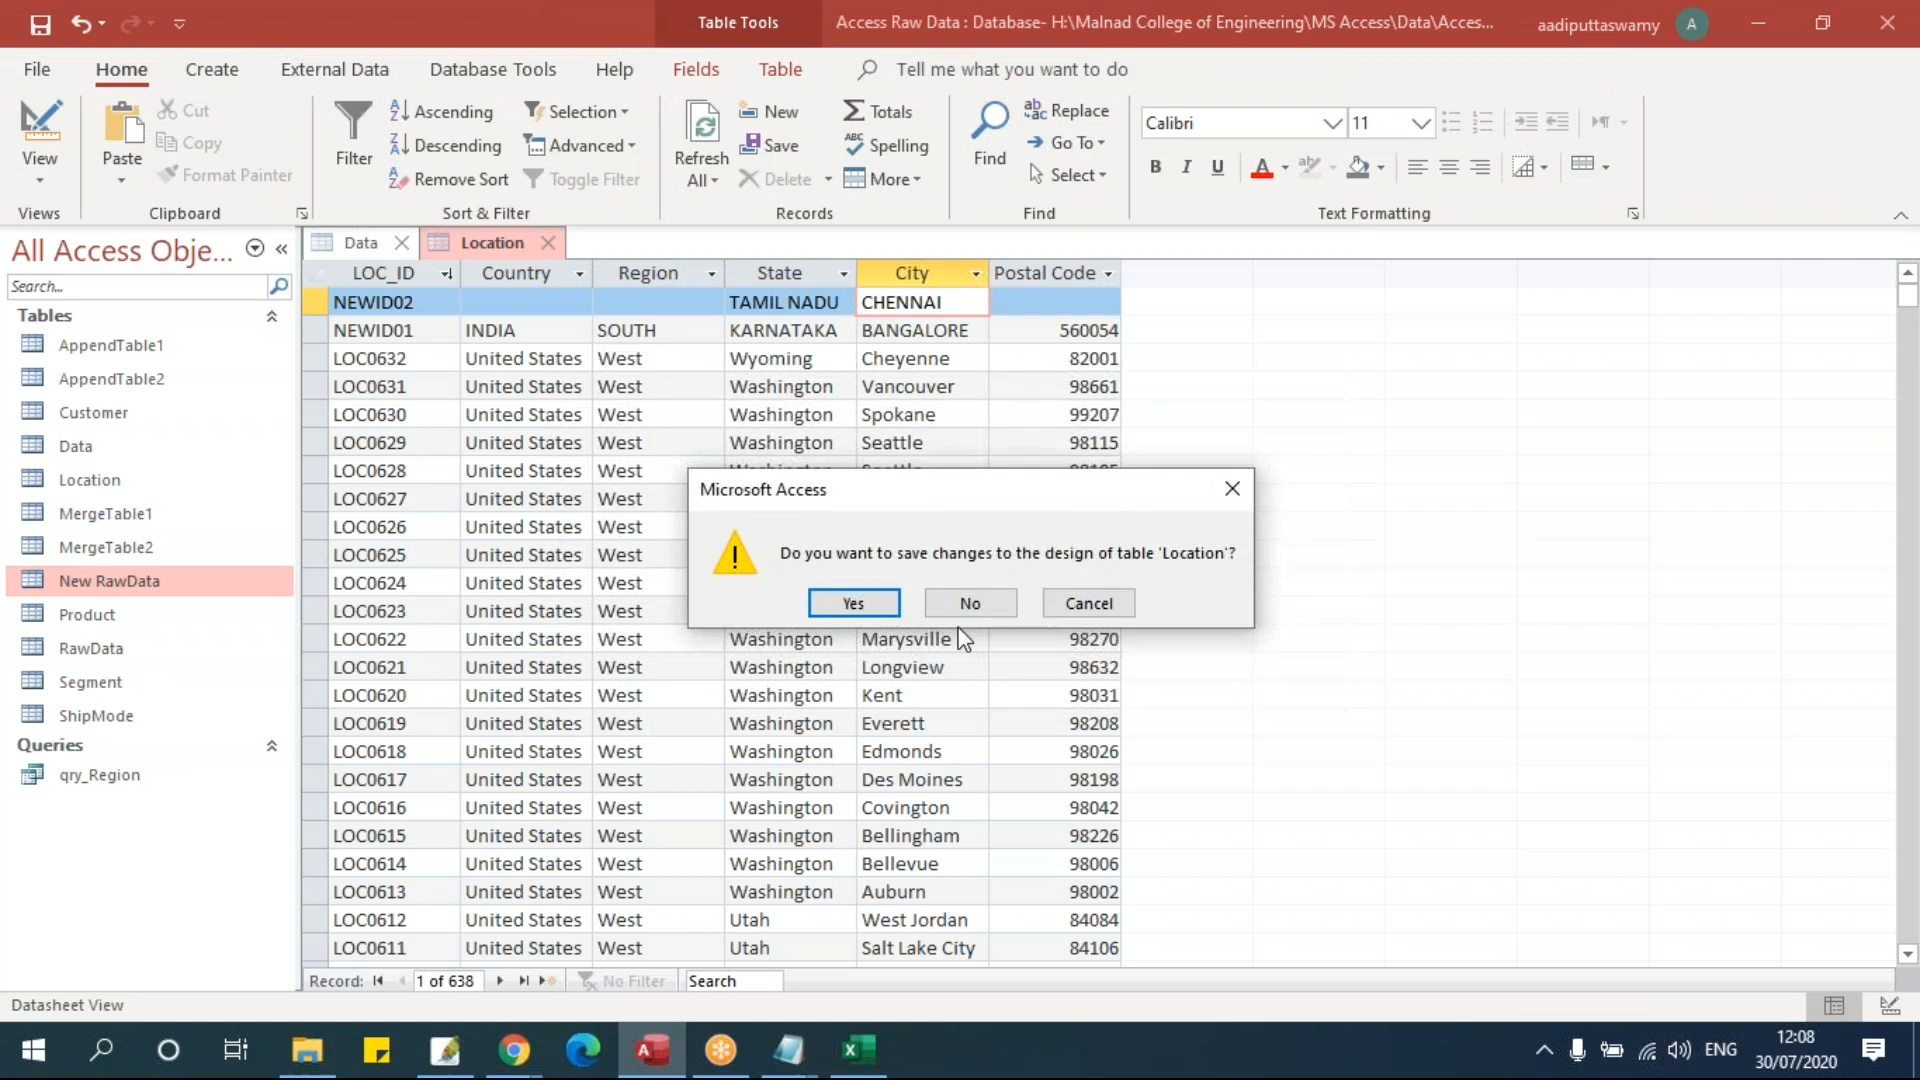 Table Tools
Access Raw Data : Database- H:\Malnad College of Engineering\MS Access\Data\Acces...
aadiputtaswamy
A
File Home Create External Data Database Tools Help Fields Table Tell me what you want to do
View
Views
Paste
Cut
Copy
Format Painter
Clipboard
Filter
Ascending
Descending
Remove Sort
Selection
Advanced
Toggle Filter
Sort & Filter
Refresh
All
New
Save
Delete
Totals
Spelling
More
Records
Find
Replace
Go To
Select
Find
Calibri 11
B I U A
Text Formatting
All Access Obje...
Search...
Tables
AppendTable1
AppendTable2
Customer
Data
Location
MergeTable1
MergeTable2
New RawData
Product
RawData
Segment
ShipMode
Queries
qry_Region
Data Location
LOC_ID Country Region State City Postal Code
NEWID02 TAMIL NADU CHENNAI
NEWID01 INDIA SOUTH KARNATAKA BANGALORE 560054
LOC0632 United States West Wyoming Cheyenne 82001
LOC0631 United States West Washington Vancouver 98661
LOC0630 United States West Washington Spokane 99207
LOC0629 United States West Washington Seattle 98115
LOC0628 United States West
LOC0627 United States West
LOC0626 United States West
LOC0625 United States West
LOC0624 United States West
LOC0623 United States West
LOC0622 United States West Washington Marysville 98270
LOC0621 United States West Washington Longview 98632
LOC0620 United States West Washington Kent 98031
LOC0619 United States West Washington Everett 98208
LOC0618 United States West Washington Edmonds 98026
LOC0617 United States West Washington Des Moines 98198
LOC0616 United States West Washington Covington 98042
LOC0615 United States West Washington Bellingham 98226
LOC0614 United States West Washington Bellevue 98006
LOC0613 United States West Washington Auburn 98002
LOC0612 United States West Utah West Jordan 84084
LOC0611 United States West Utah Salt Lake City 84106
Microsoft Access
Do you want to save changes to the design of table 'Location'?
Yes No Cancel
Record: 1 of 638 No Filter Search
Datasheet View
ENG
12:08
30/07/2020